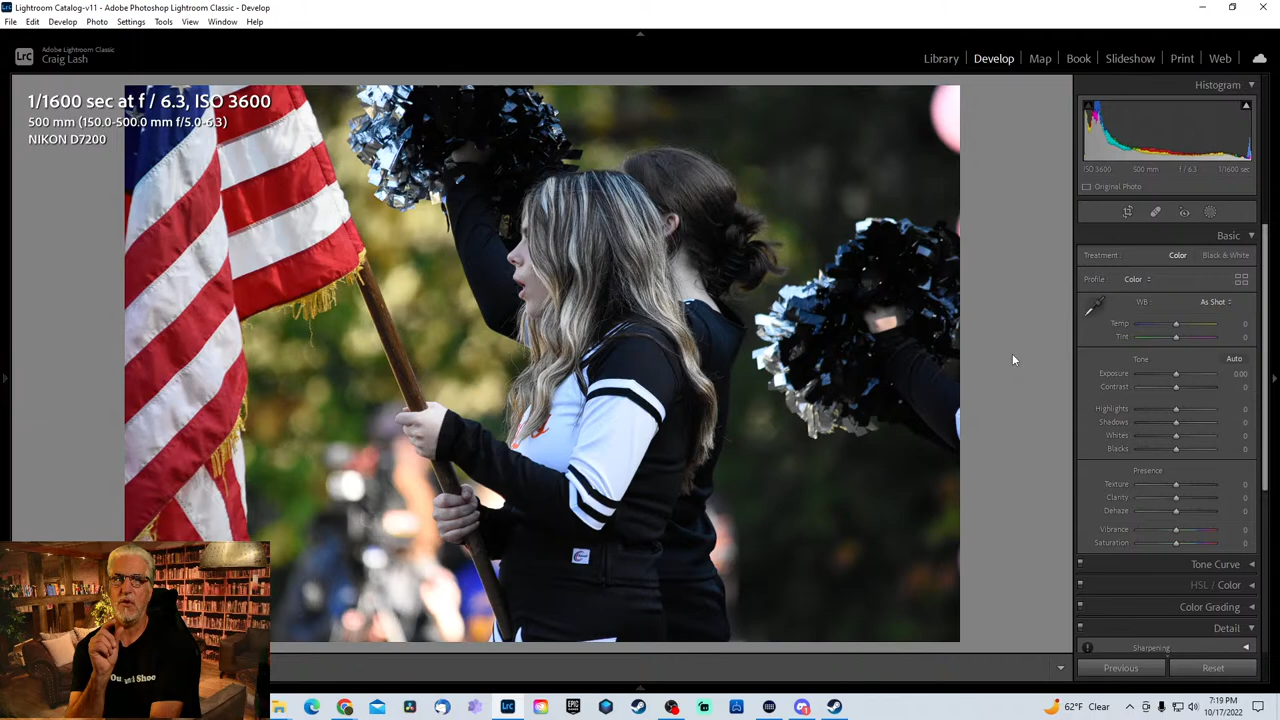 Lightroom Catalog-v11 - Adobe Photoshop Lightroom Classic - Develop
File Edit Develop Photo Settings Tools View Window Help
Lrc
Adobe Lightroom Classic
Craig Lash
Library Develop Map Book Slideshow Print Web
1/1600 sec at f / 6.3, ISO 3600
500 mm (150.0-500.0 mm f/5.0-6.3)
NIKON D7200
Histogram
ISO 3600 500 mm f / 6.3 1/1600 sec
Original Photo
Basic
Treatment: Color Black & White
Profile: Color
WB: As Shot
Temp 0
Tint 0
Tone Auto
Exposure 0.00
Contrast 0
Highlights 0
Shadows 0
Whites 0
Blacks 0
Presence
Texture 0
Clarity 0
Dehaze 0
Vibrance 0
Saturation 0
Tone Curve
HSL / Color
Color Grading
Detail
Sharpening
Previous Reset
Lrc
EPIC
62°F Clear
7:19 PM
10/17/2022